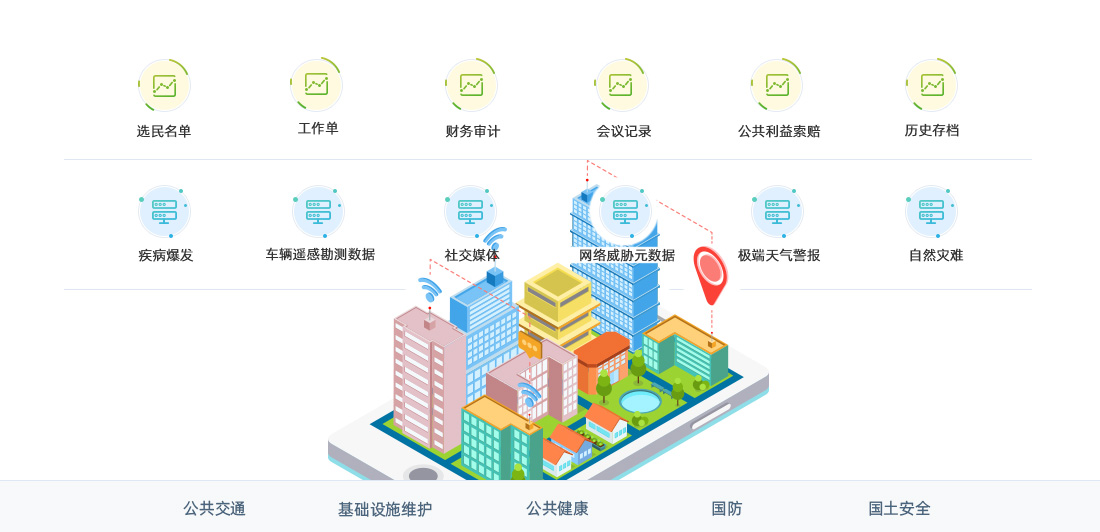 选民名单
工作单
财务审计
会议记录
公共利益索赔
历史存档
疾病爆发
车辆遥感勘测数据
社交媒体
网络威胁元数据
极端天气警报
自然灾难
公共交通
基础设施维护
公共健康
国防
国土安全